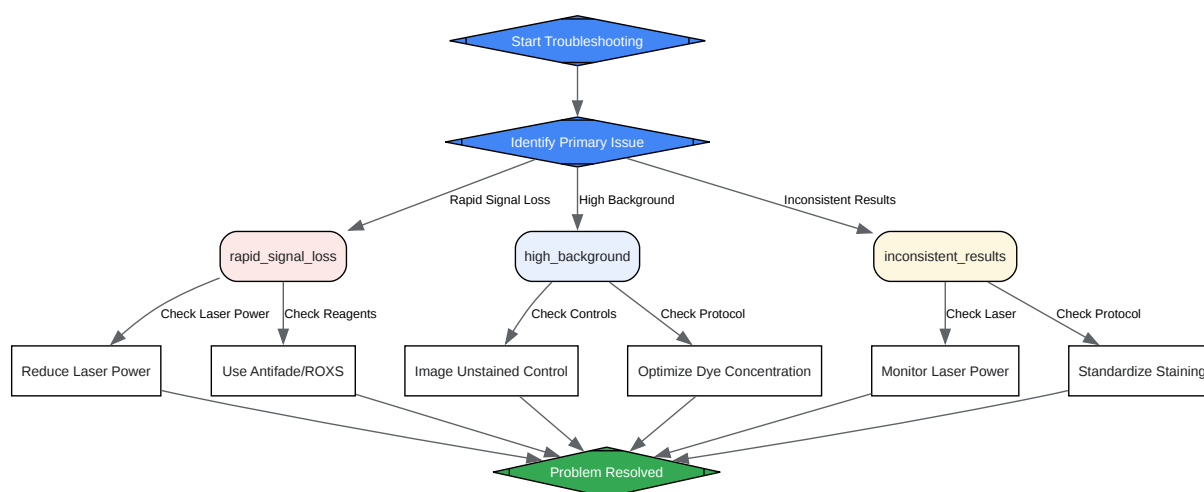 Start Troubleshooting
Identify Primary Issue
Rapid Signal Loss
High Background
Inconsistent Results
rapid_signal_loss
high_background
inconsistent_results
Check Laser Power
Check Reagents
Check Controls
Check Protocol
Check Laser
Check Protocol
Reduce Laser Power
Use Antifade/ROXS
Image Unstained Control
Optimize Dye Concentration
Monitor Laser Power
Standardize Staining
Problem Resolved